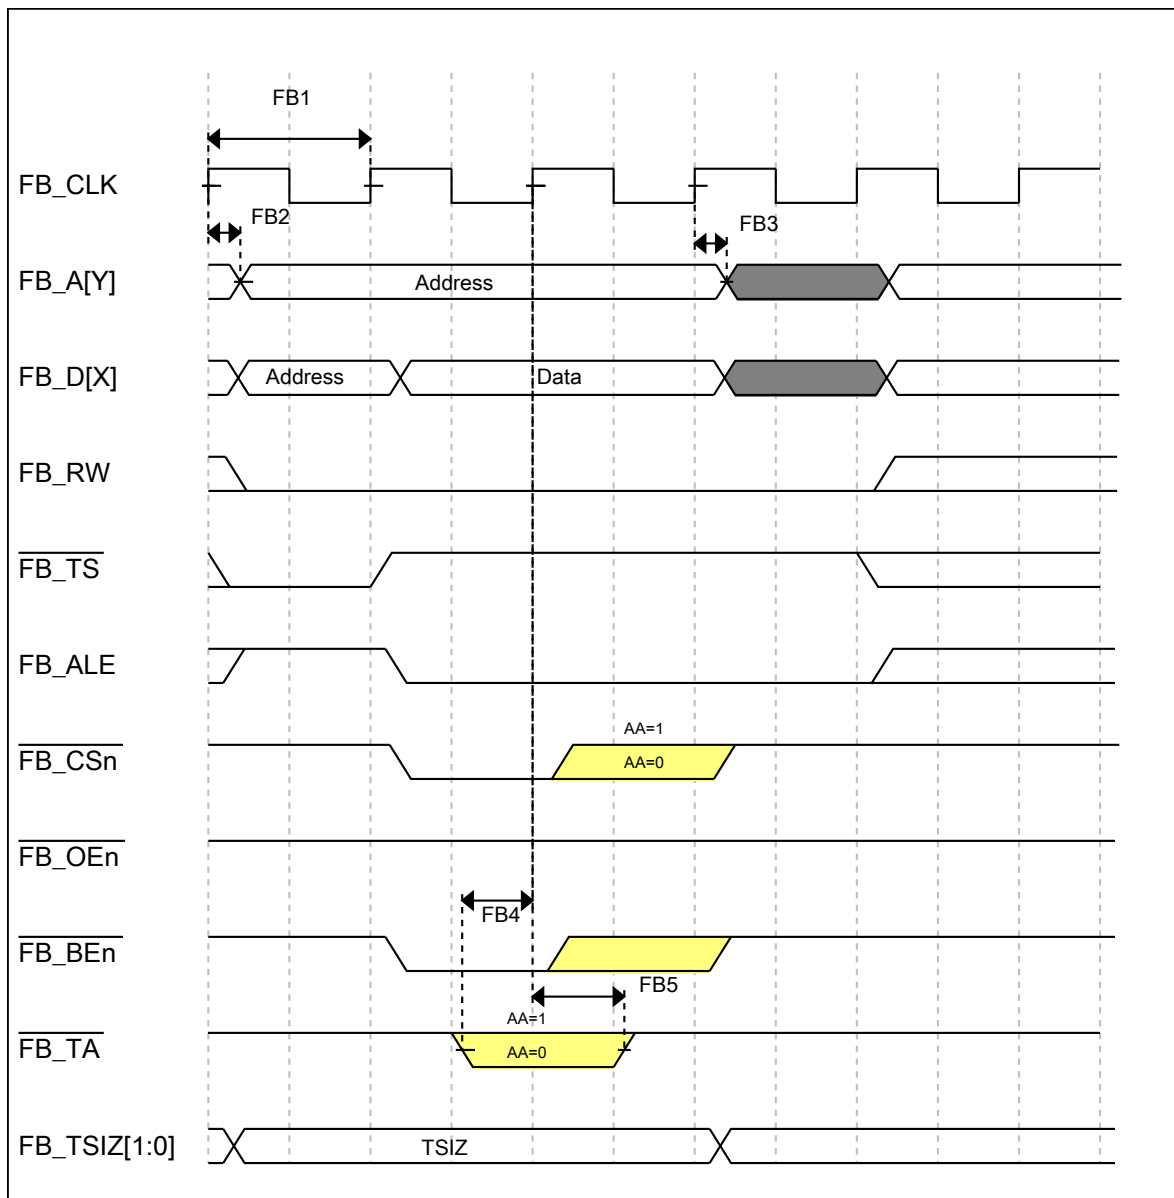 FB1
FB_CLK
FB2
FB3
FB_A[Y]
Address
FB_D[X]
Address
Data
FB_RW
FB_TS
FB_ALE
AA=1
FB_CSn
AA=0
FB_OEn
FB4
FB_BEn
FB5
AA=1
FB_TA
AA=0
FB_TSIZ[1:0]
TSIZ